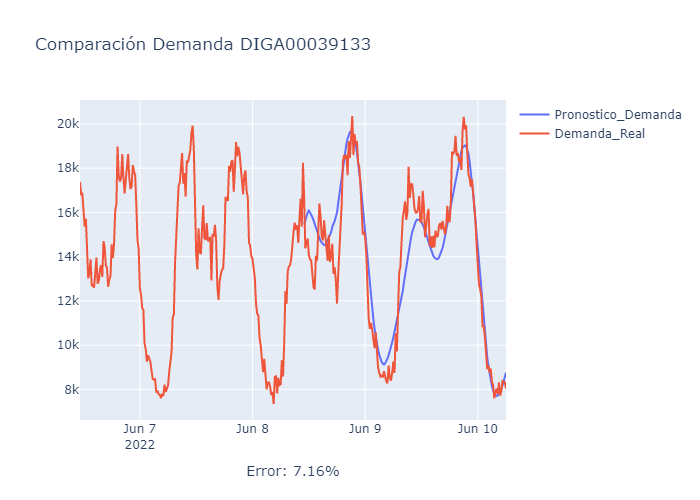 Comparación Demanda DIGA00039133
Pronostico_Demanda
Demanda_Real
20k
18k
16k
14k
12k
10k
8k
Jun 7
2022
Jun 8
Jun 9
Jun 10
Error: 7.16%